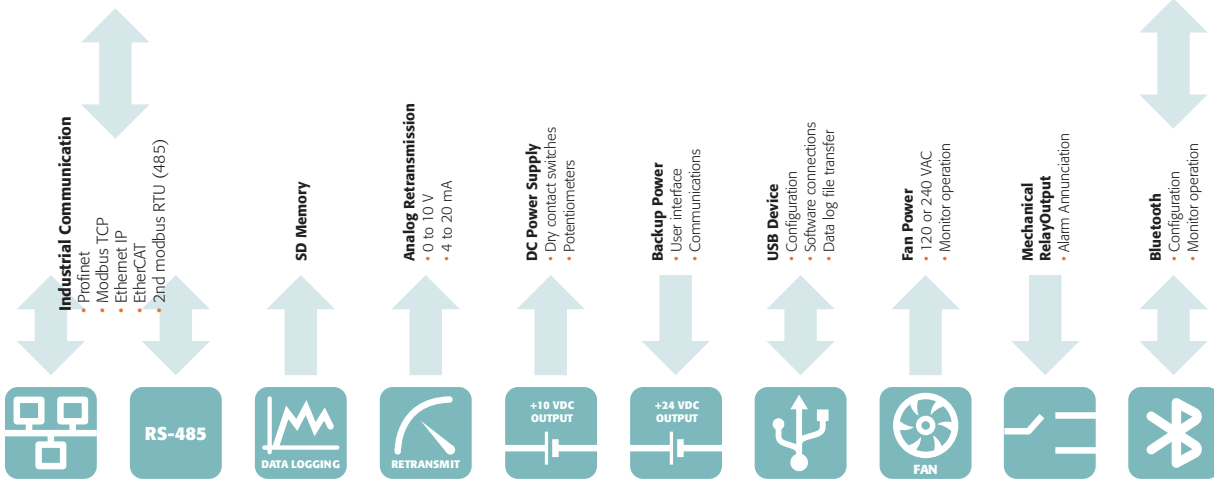 Industrial Communication
• Profinet
• Modbus TCP
• Ethernet IP
• EtherCAT
• 2nd modbus RTU (485)
SD Memory
Analog Retransmission
• 0 to 10 V
• 4 to 20 mA
DC Power Supply
• Dry contact switches
• Potentiometers
Backup Power
• User interface
• Communications
USB Device
• Configuration
• Software connections
• Data log file transfer
Fan Power
• 120 or 240 VAC
• Monitor operation
Mechanical
RelayOutput
• Alarm Annunciation
Bluetooth
• Configuration
• Monitor operation
RS-485
DATA LOGGING
RETRANSMIT
+10 VDC
OUTPUT
+24 VDC
OUTPUT
FAN